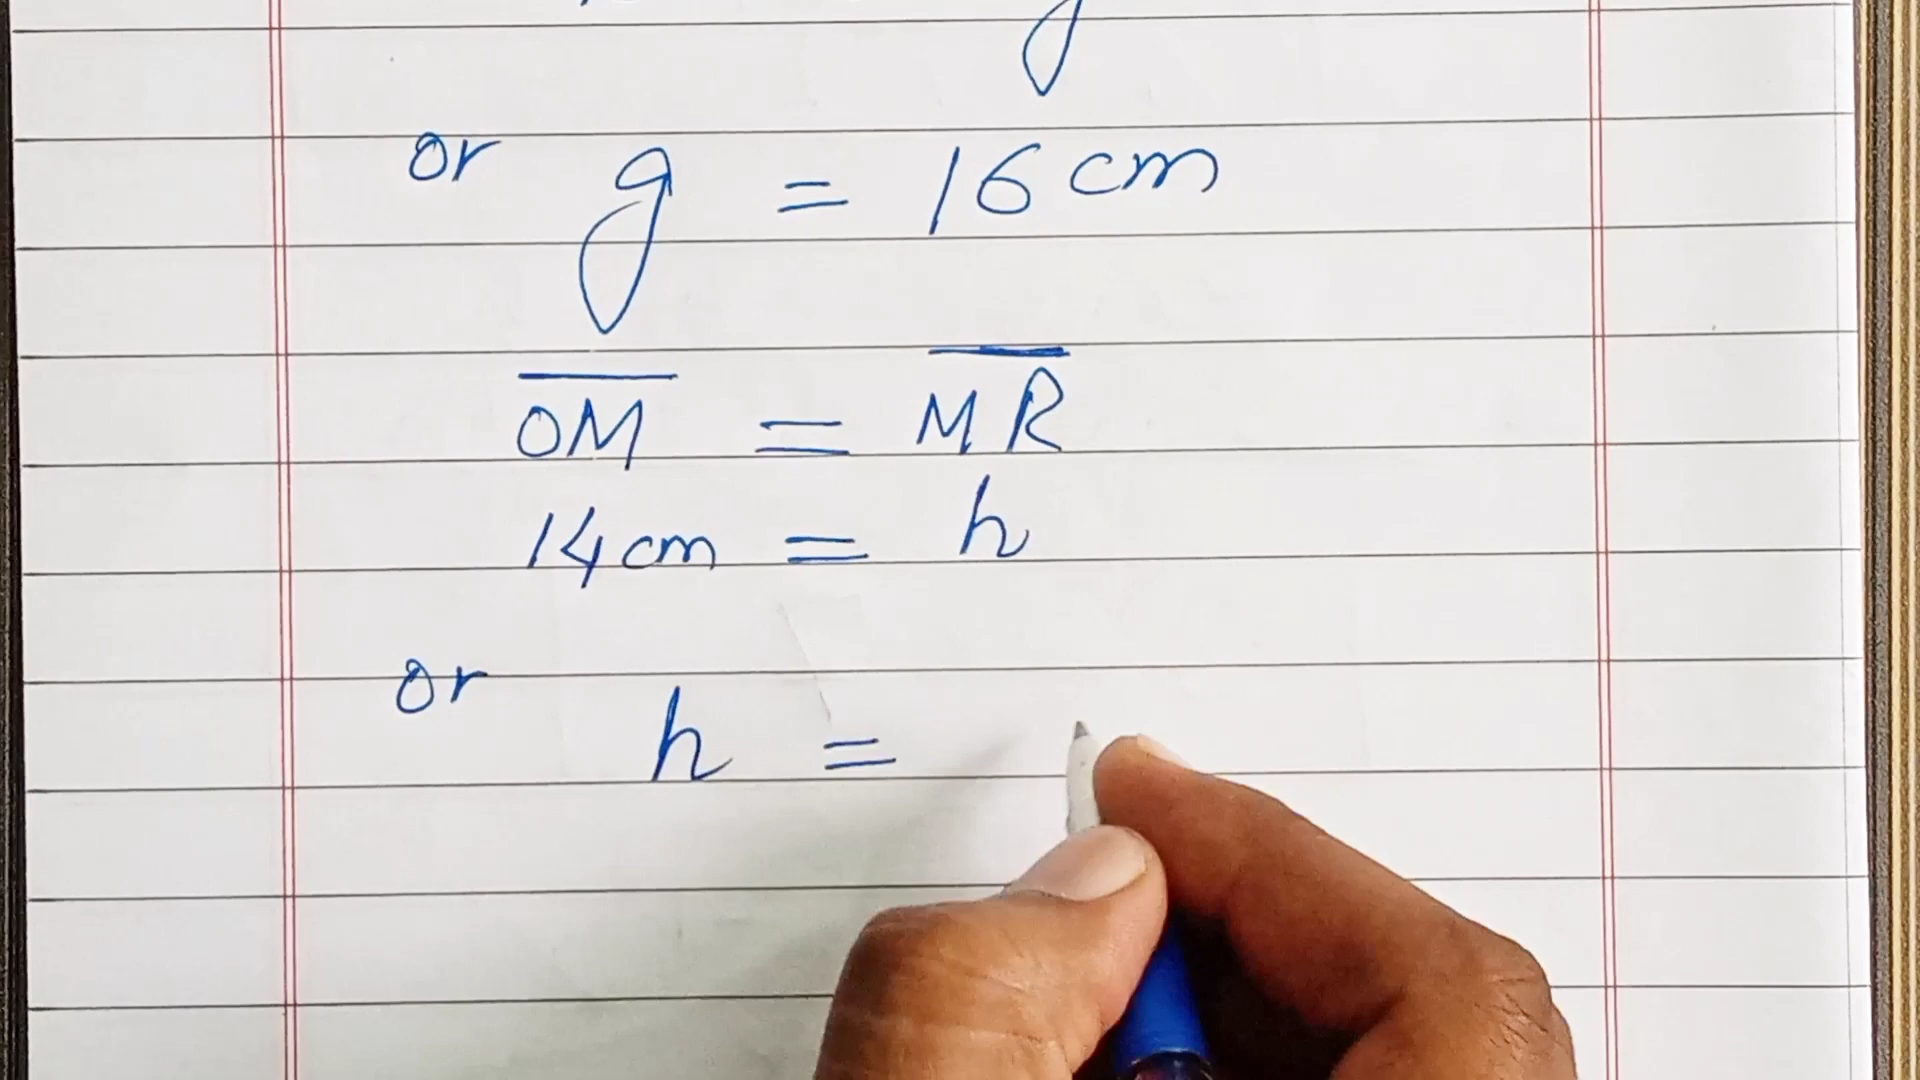 or g = 16 cm
OM = MR
14 cm = h
or h =